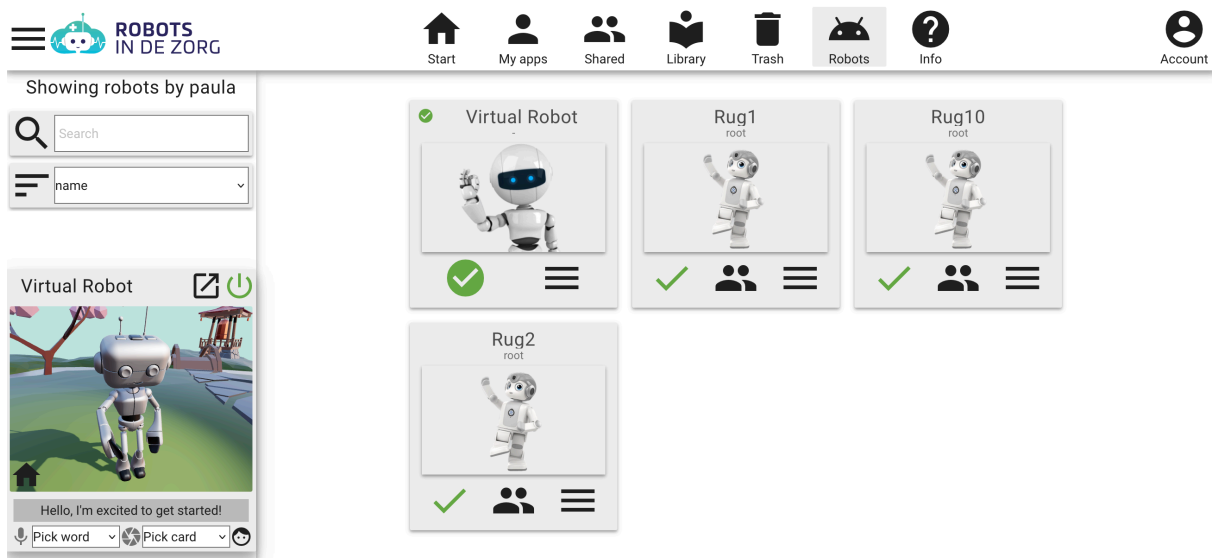 ROBOTS
IN DE ZORG
Start
My apps
Shared
Library
Trash
Robots
Info
Account
Showing robots by paula
Search
name
Virtual Robot
-
Rug1
root
Rug10
root
Rug2
root
Virtual Robot
Hello, I'm excited to get started!
Pick word
Pick card